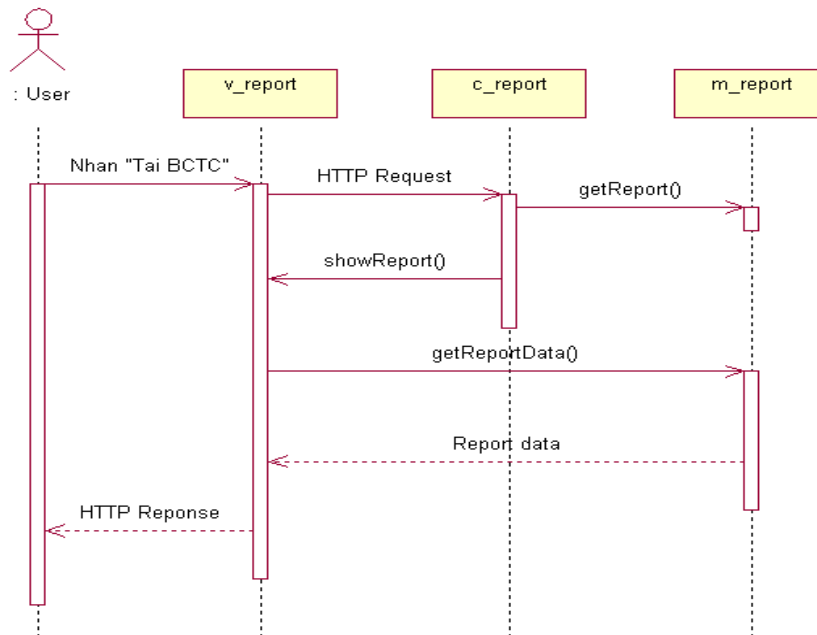 : User
v_report
c_report
m_report
Nhan "Tai BCTC"
HTTP Request
getReport()
showReport()
getReportData()
Report data
HTTP Reponse